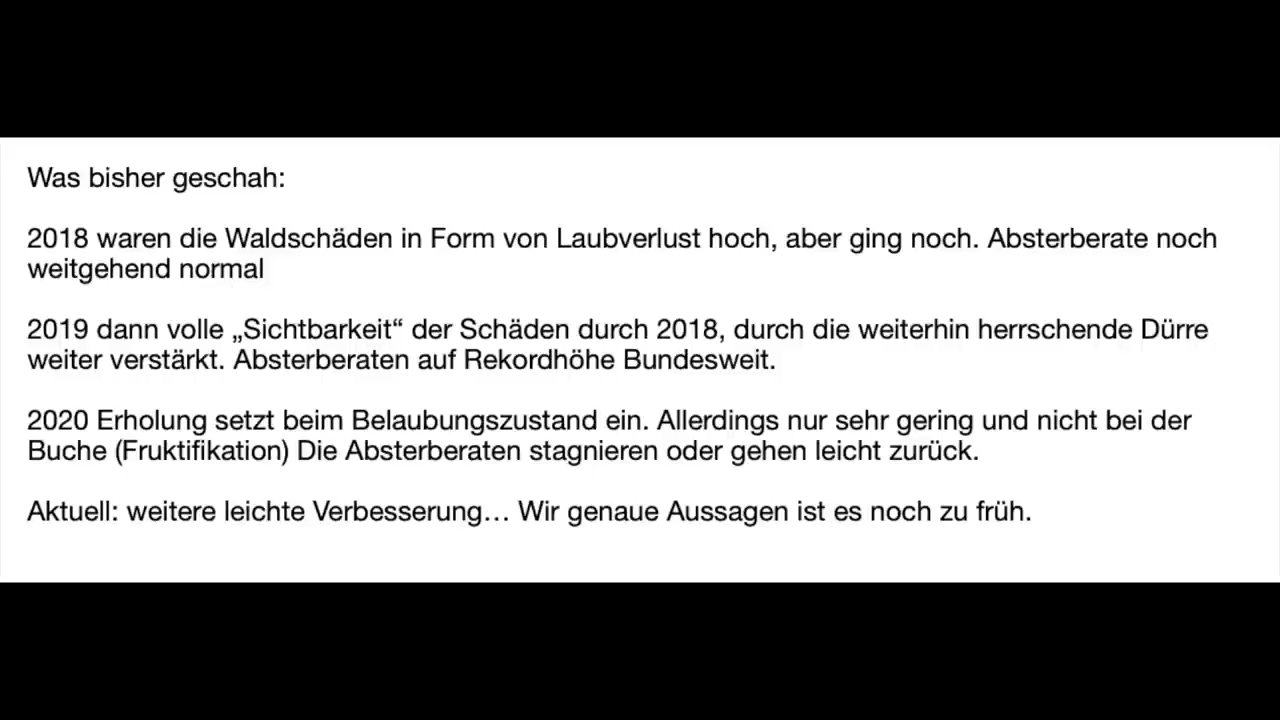 Was bisher geschah:
2018 waren die Waldschäden in Form von Laubverlust hoch, aber ging noch. Absterberate noch
weitgehend normal
2019 dann volle „Sichtbarkeit“ der Schäden durch 2018, durch die weiterhin herrschende Dürre
weiter verstärkt. Absterberaten auf Rekordhöhe Bundesweit.
2020 Erholung setzt beim Belaubungszustand ein. Allerdings nur sehr gering und nicht bei der
Buche (Fruktifikation) Die Absterberaten stagnieren oder gehen leicht zurück.
Aktuell: weitere leichte Verbesserung… Wir genaue Aussagen ist es noch zu früh.